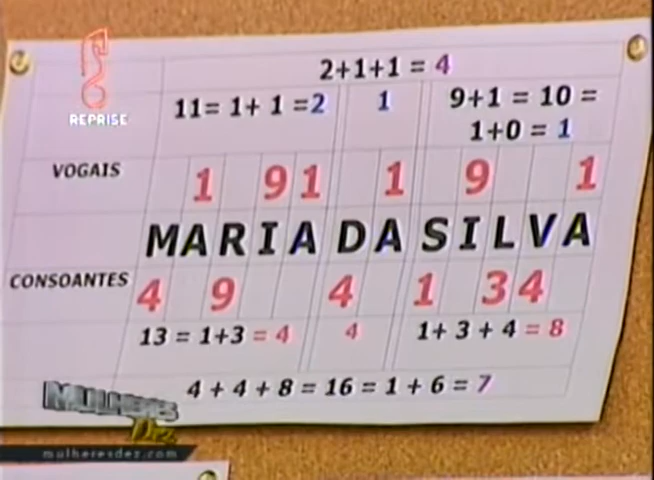 2+1+1 = 4
11= 1+ 1 =2 1 9+1 = 10 =
1+0 = 1
REPRISE
VOGAIS 1 91 1 9 1
MARIA DA SILVA
CONSOANTES 4 9 4 1 34
13 = 1+3 = 4 4 1+ 3 + 4 = 8
4 + 4 + 8 = 16 = 1 + 6 = 7
MULHERES
Dez
mulheresdez.com